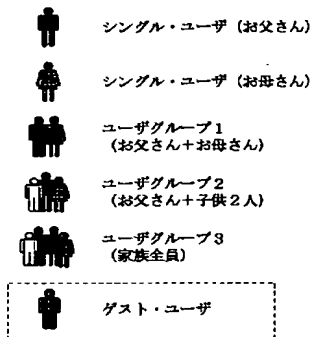 シングル・ユーザ（お父さん）
シングル・ユーザ（お母さん）
ユーザグループ1
（お父さん＋お母さん）
ユーザグループ2
（お父さん＋子供2人）
ユーザグループ3
（家族全員）
ゲスト・ユーザ